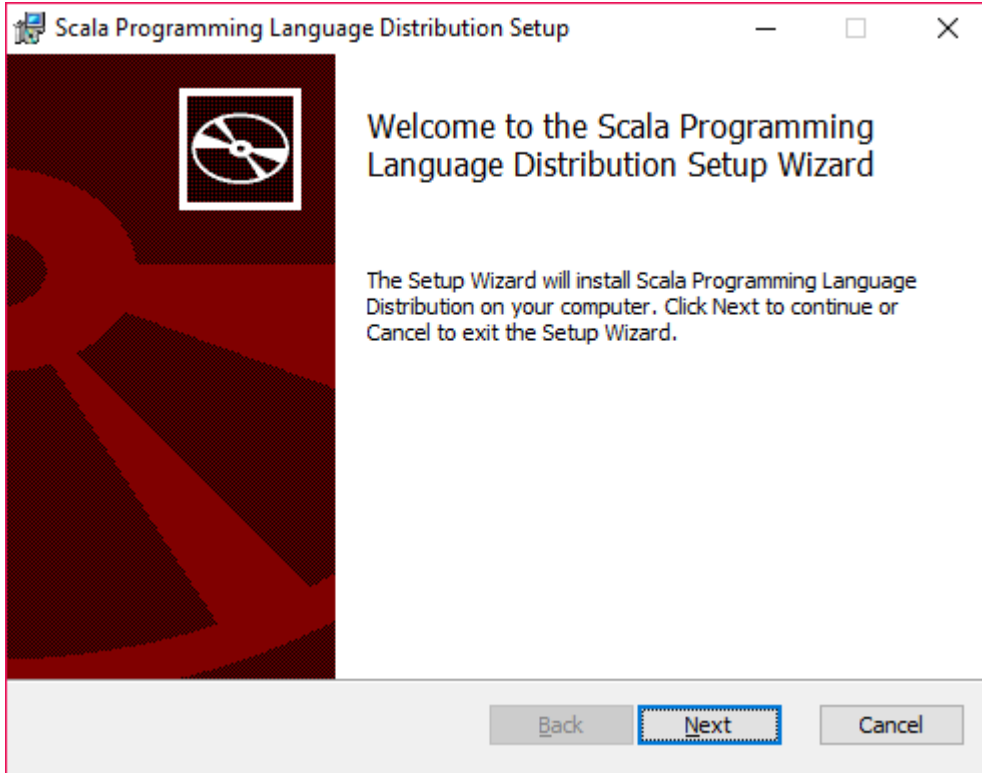 Scala Programming Language Distribution Setup
Welcome to the Scala Programming
Language Distribution Setup Wizard
The Setup Wizard will install Scala Programming Language
Distribution on your computer. Click Next to continue or
Cancel to exit the Setup Wizard.
Back
Next
Cancel